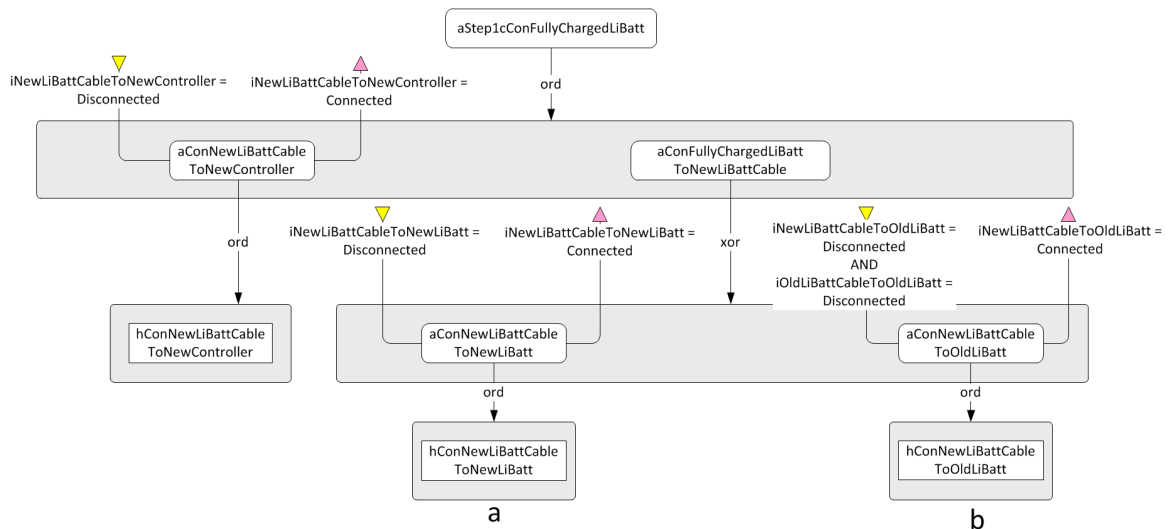 aStep1cConFullyChargedLiBatt
iNewLiBattCableToNewController =
Disconnected
iNewLiBattCableToNewController =
Connected
ord
aConNewLiBattCable
ToNewController
aConFullyChargedLiBatt
ToNewLiBattCable
ord
iNewLiBattCableToNewLiBatt =
Disconnected
iNewLiBattCableToNewLiBatt =
Connected
xor
iNewLiBattCableToOldLiBatt =
Disconnected
AND
iOldLiBattCableToOldLiBatt =
Disconnected
iNewLiBattCableToOldLiBatt =
Connected
hConNewLiBattCable
ToNewController
aConNewLiBattCable
ToNewLiBatt
aConNewLiBattCable
ToOldLiBatt
ord
ord
hConNewLiBattCable
ToNewLiBatt
hConNewLiBattCable
ToOldLiBatt
a
b